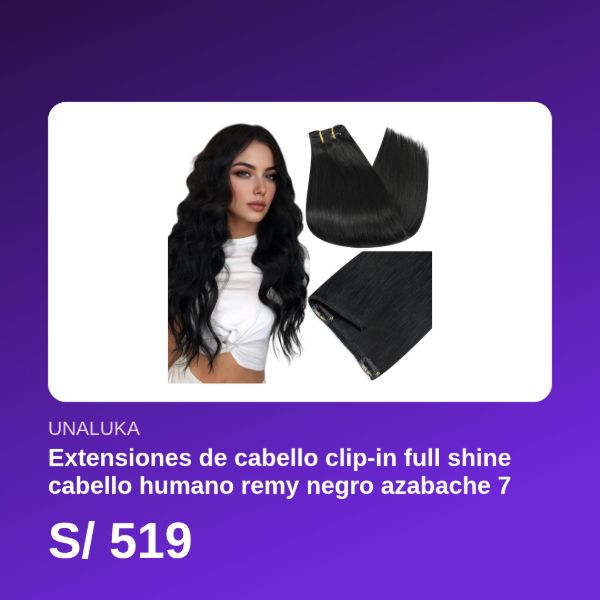 UNALUKA
Extensiones de cabello clip-in full shine
cabello humano remy negro azabache 7
S/ 519